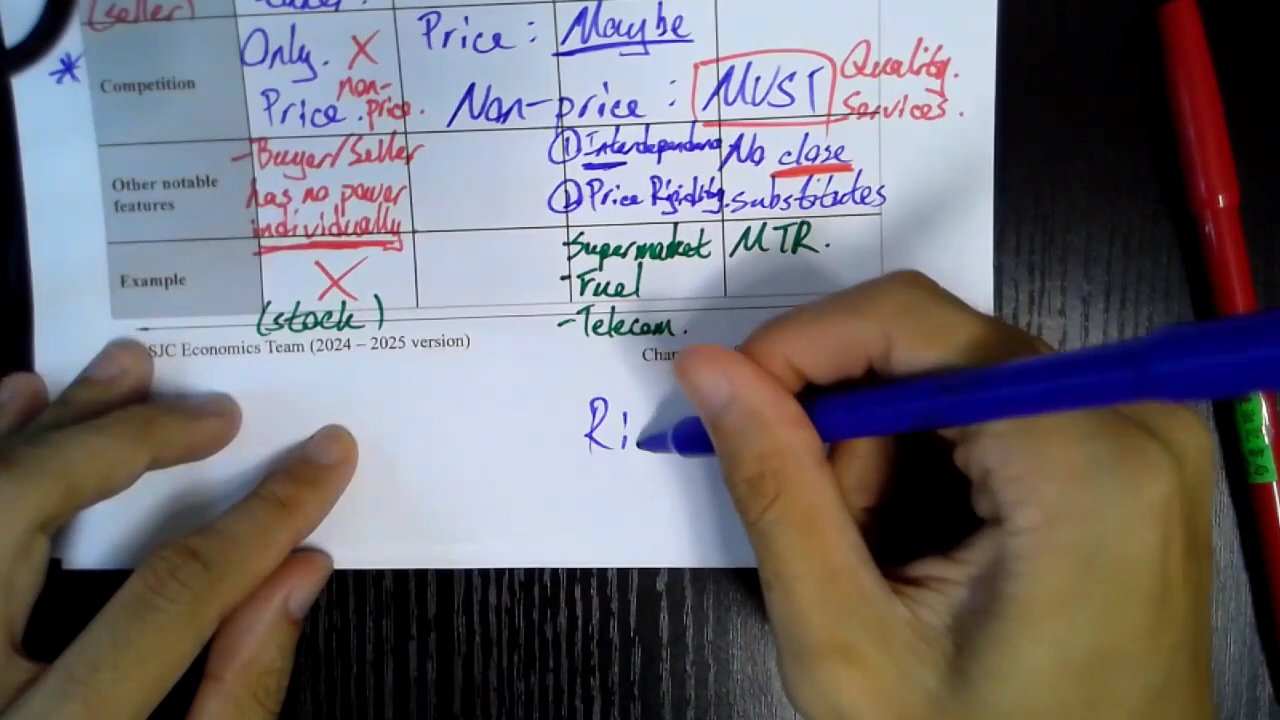 (seller)
Competition
Only. X
non-
Price. price.
Price: Maybe
Non-price: MUST
Quality.
Services.
Other notable
features
-Buyer/Seller
has no power
individually
① Interdependence
② Price Rigidity.
No close
substitutes
Example
X
(stock)
Supermarket
-Fuel
-Telecom.
MTR.
SJC Economics Team (2024 – 2025 version)
Ri